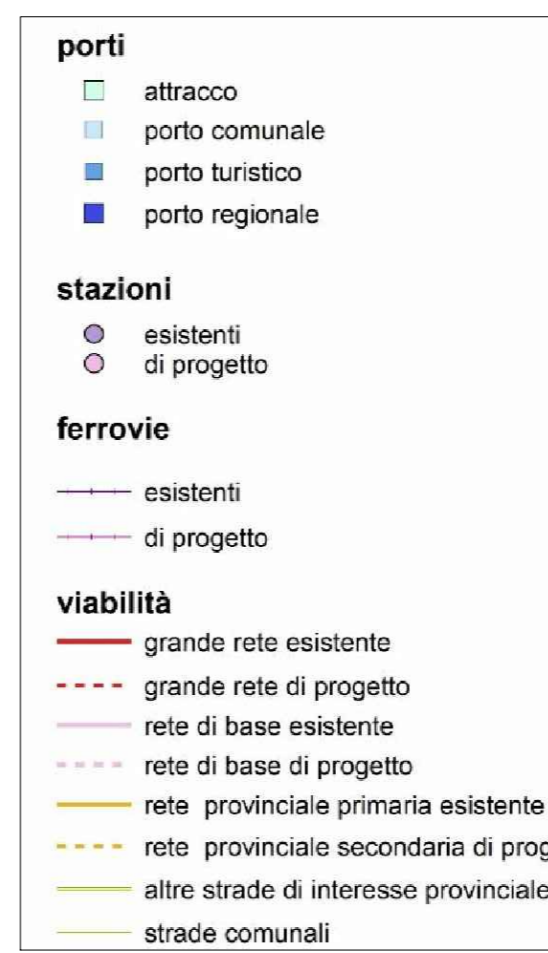 porti
attracco
porto comunale
porto turistico
porto regionale
stazioni
esistenti
di progetto
ferrovie
esistenti
di progetto
viabilità
grande rete esistente
grande rete di progetto
rete di base esistente
rete di base di progetto
rete provinciale primaria esistente
rete provinciale secondaria di prog
altre strade di interesse provinciale
strade comunali